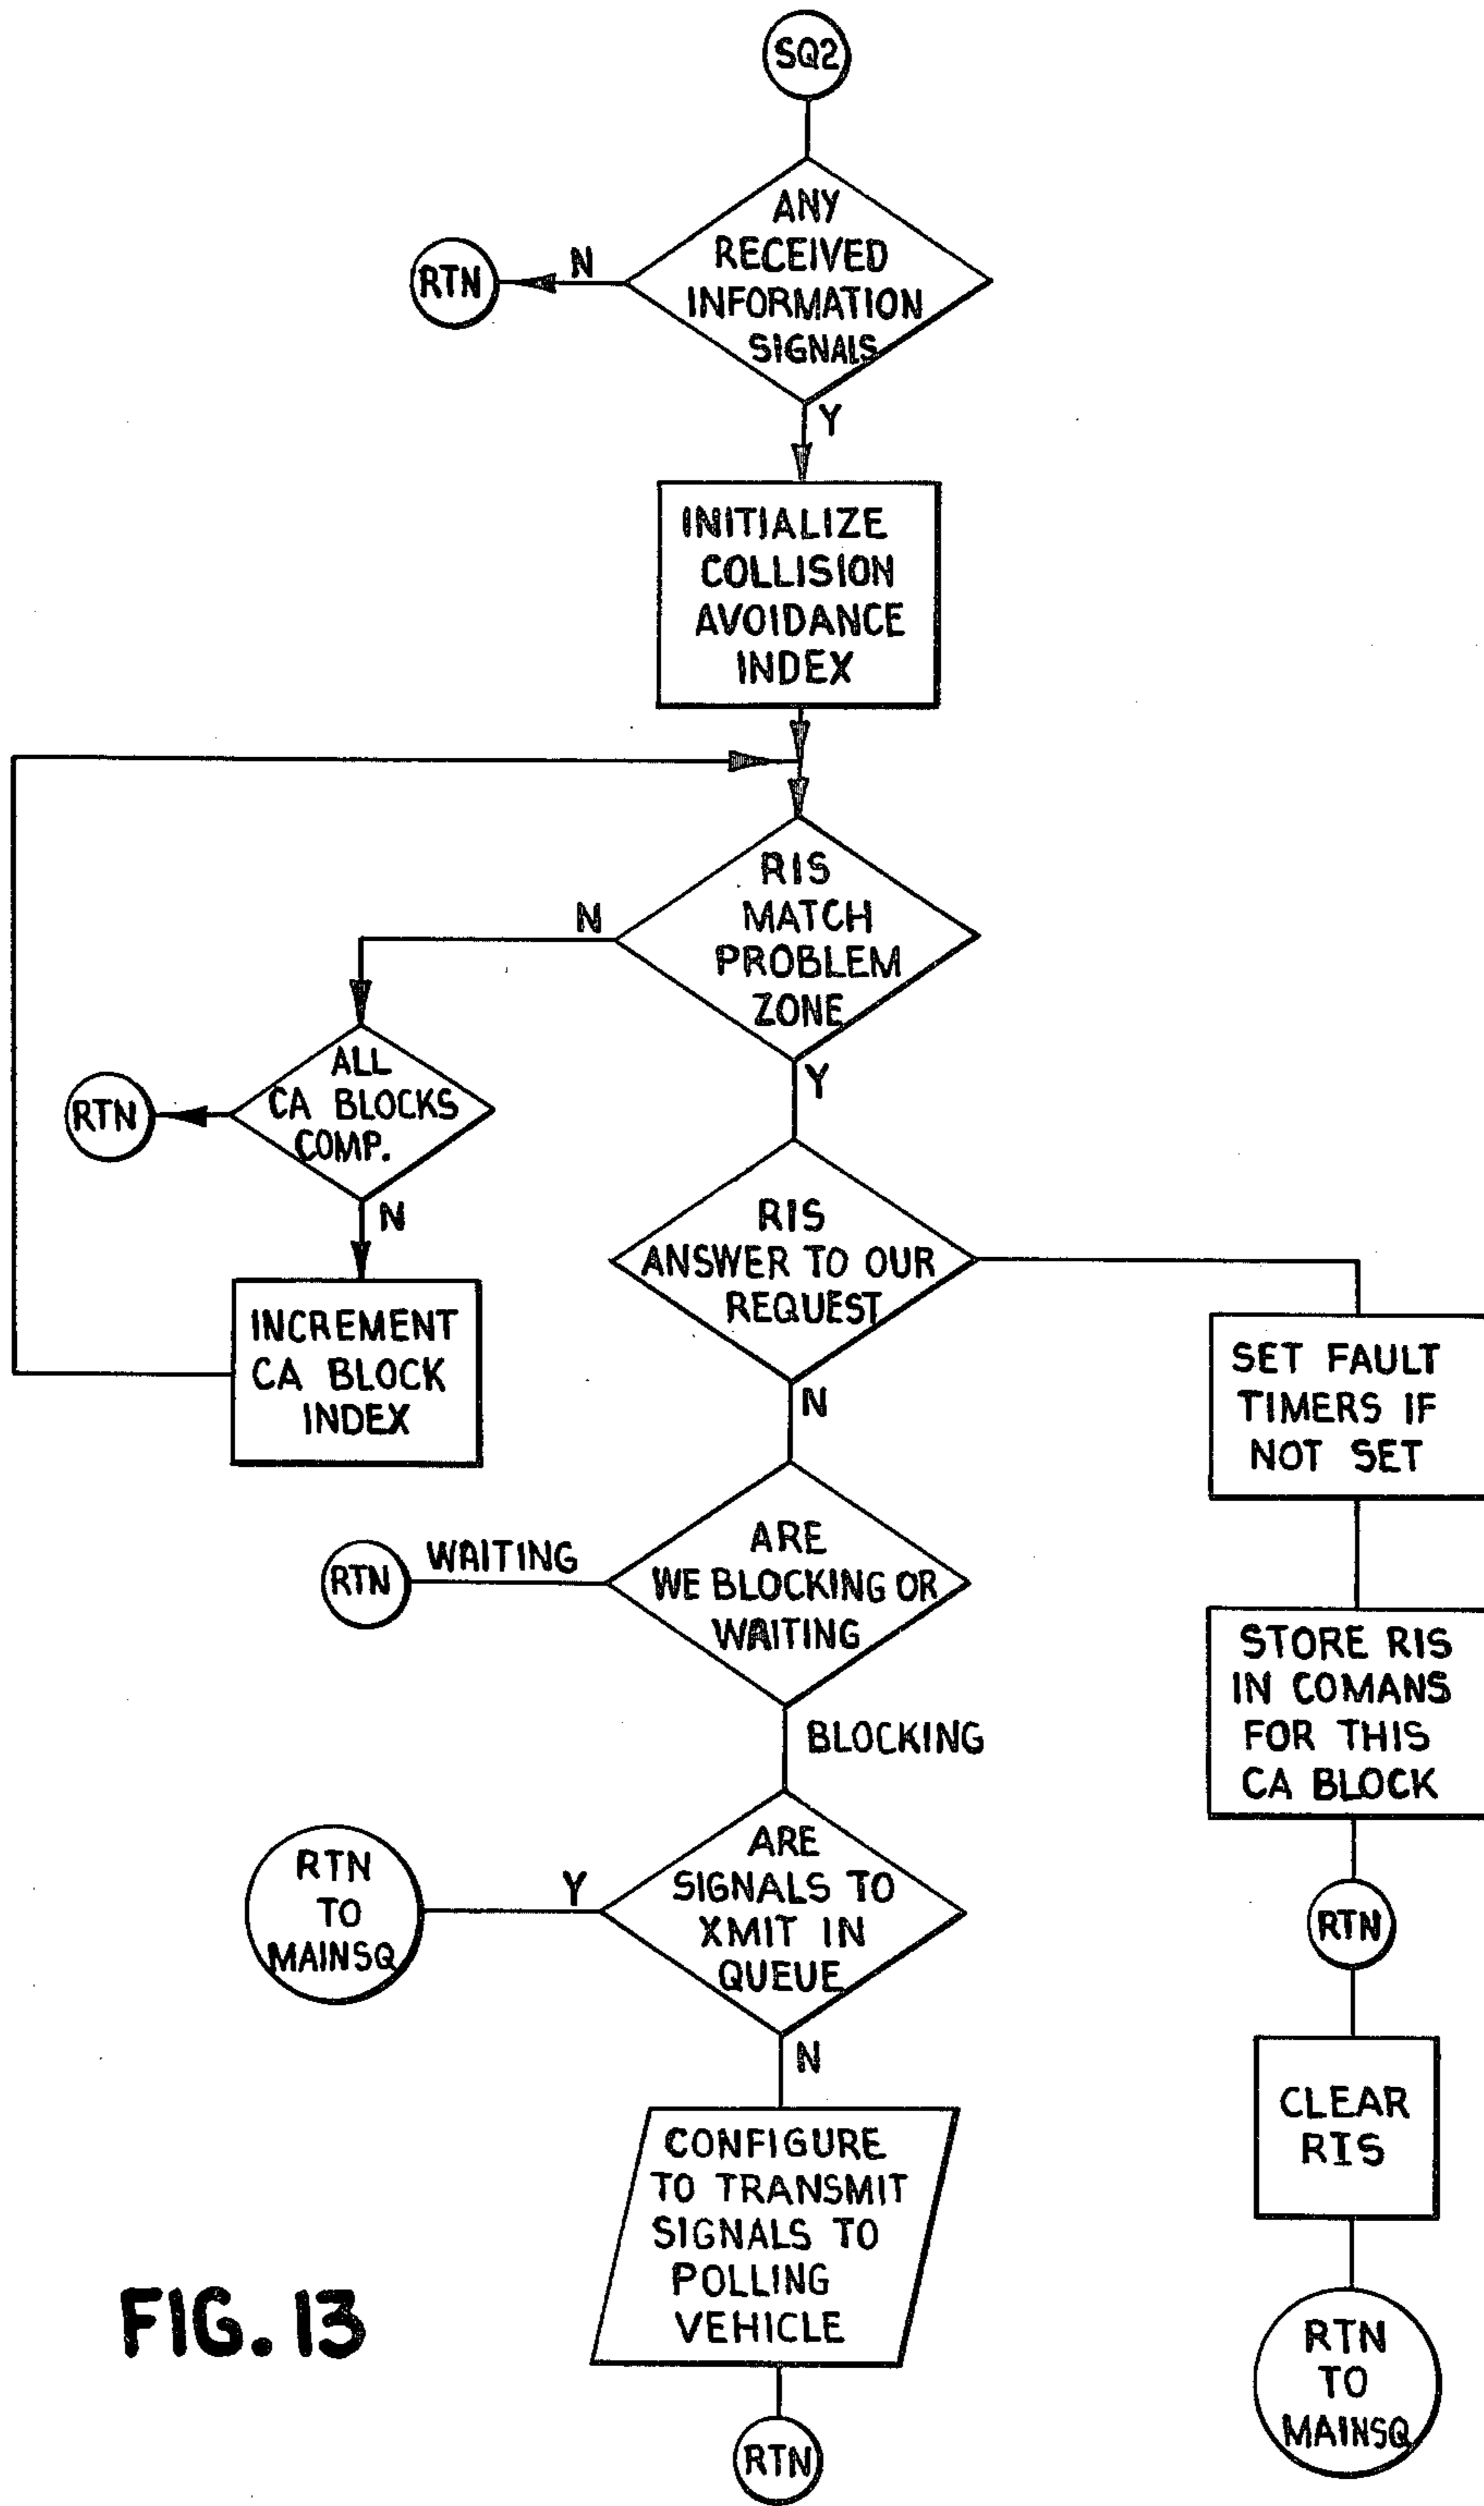 SQ2
ANY
RECEIVED
INFORMATION
SIGNALS
N
RTN
Y
INITIALIZE
COLLISION
AVOIDANCE
INDEX
RIS
MATCH
PROBLEM
ZONE
N
Y
ALL
CA BLOCKS
COMP.
RTN
N
INCREMENT
CA BLOCK
INDEX
RIS
ANSWER TO OUR
REQUEST
N
SET FAULT
TIMERS IF
NOT SET
STORE RIS
IN COMANS
FOR THIS
CA BLOCK
RTN
CLEAR
RIS
RTN
TO
MAINSQ
ARE
WE BLOCKING OR
WAITING
WAITING
RTN
BLOCKING
ARE
SIGNALS TO
XMIT IN
QUEUE
Y
RTN
TO
MAINSQ
N
CONFIGURE
TO TRANSMIT
SIGNALS TO
POLLING
VEHICLE
RTN
FIG. 13